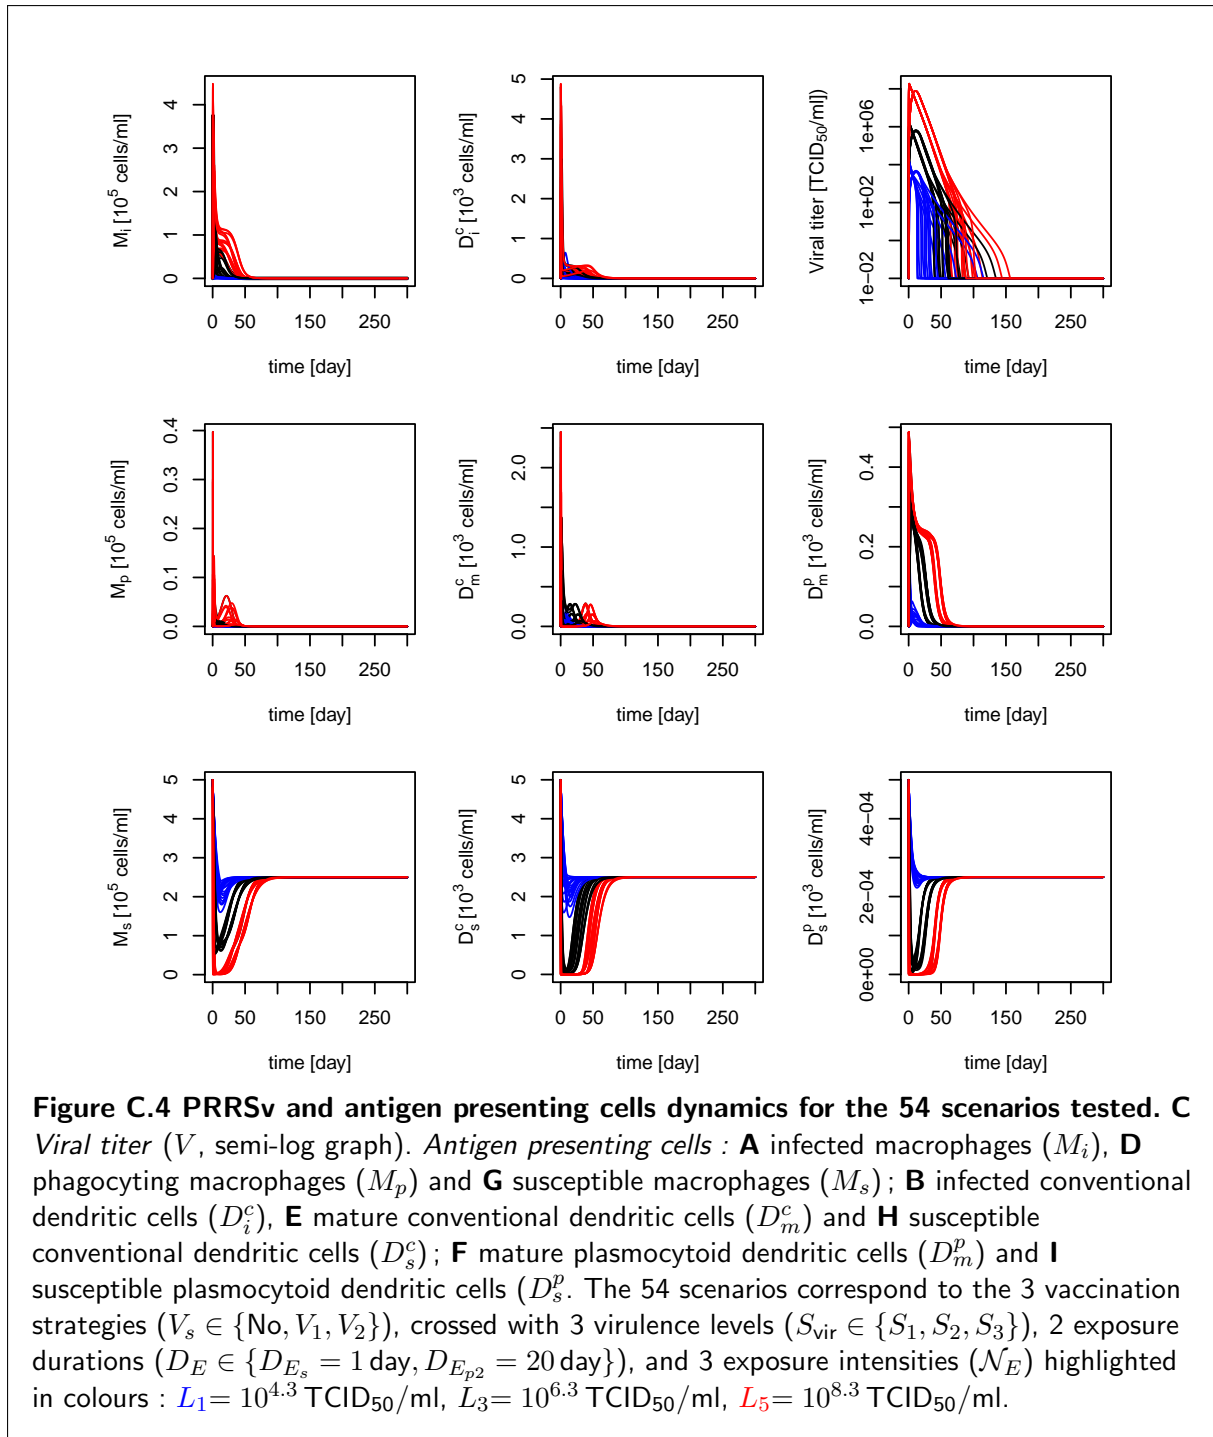 M_i [10^5 cells/ml]
0 1 2 3 4
0 50 150 250
time [day]
D_i^c [10^3 cells/ml]
0 1 2 3 4 5
0 50 150 250
time [day]
Viral titer [TCID_50/ml])
1e−02 1e+02 1e+06
0 50 150 250
time [day]
M_p [10^5 cells/ml]
0.0 0.1 0.2 0.3 0.4
0 50 150 250
time [day]
D_m^c [10^3 cells/ml]
0.0 1.0 2.0
0 50 150 250
time [day]
D_m^p [10^3 cells/ml]
0.0 0.2 0.4
0 50 150 250
time [day]
M_s [10^5 cells/ml]
0 1 2 3 4 5
0 50 150 250
time [day]
D_s^c [10^3 cells/ml]
0 1 2 3 4 5
0 50 150 250
time [day]
D_s^p [10^3 cells/ml]
0e+00 2e−04 4e−04
0 50 150 250
time [day]
Figure C.4 PRRSv and antigen presenting cells dynamics for the 54 scenarios tested. C
Viral titer (V, semi-log graph). Antigen presenting cells : A infected macrophages (M_i), D
phagocyting macrophages (M_p) and G susceptible macrophages (M_s) ; B infected conventional
dendritic cells (D_i^c), E mature conventional dendritic cells (D_m^c) and H susceptible
conventional dendritic cells (D_s^c) ; F mature plasmocytoid dendritic cells (D_m^p) and I
susceptible plasmocytoid dendritic cells (D_s^p. The 54 scenarios correspond to the 3 vaccination
strategies (V_s ∈ {No, V_1, V_2}), crossed with 3 virulence levels (S_vir ∈ {S_1, S_2, S_3}), 2 exposure
durations (D_E ∈ {D_{E_s} = 1 day, D_{E_{p2}} = 20 day}), and 3 exposure intensities (𝒩_E) highlighted
in colours : L_1= 10^4.3 TCID_50/ml, L_3= 10^6.3 TCID_50/ml, L_5= 10^8.3 TCID_50/ml.